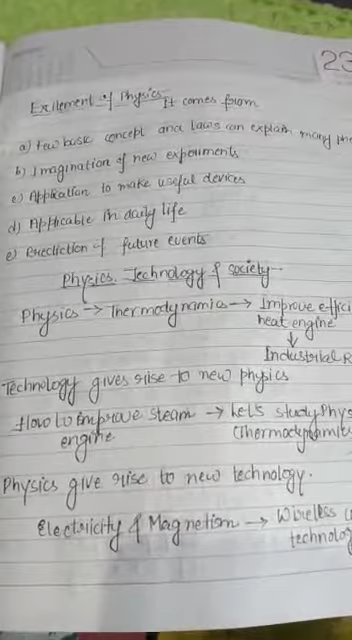 23
Exitement of Physics It comes from
a) Few basic concept and laws can explain many phe
b) Imagination of new experiments
c) Application to make useful devices
d) Applicable in daily life
e) Prediction of future events
Physics. Technology & society
Physics → Thermodynamics → Improve effici
heat engine
↓
Industrial R
Technology gives rise to new physics
How to improve steam → Let's study Phys
engine (Thermodynamic
Physics give rise to new technology.
Electricity & Magnetism → Wireless
technolog